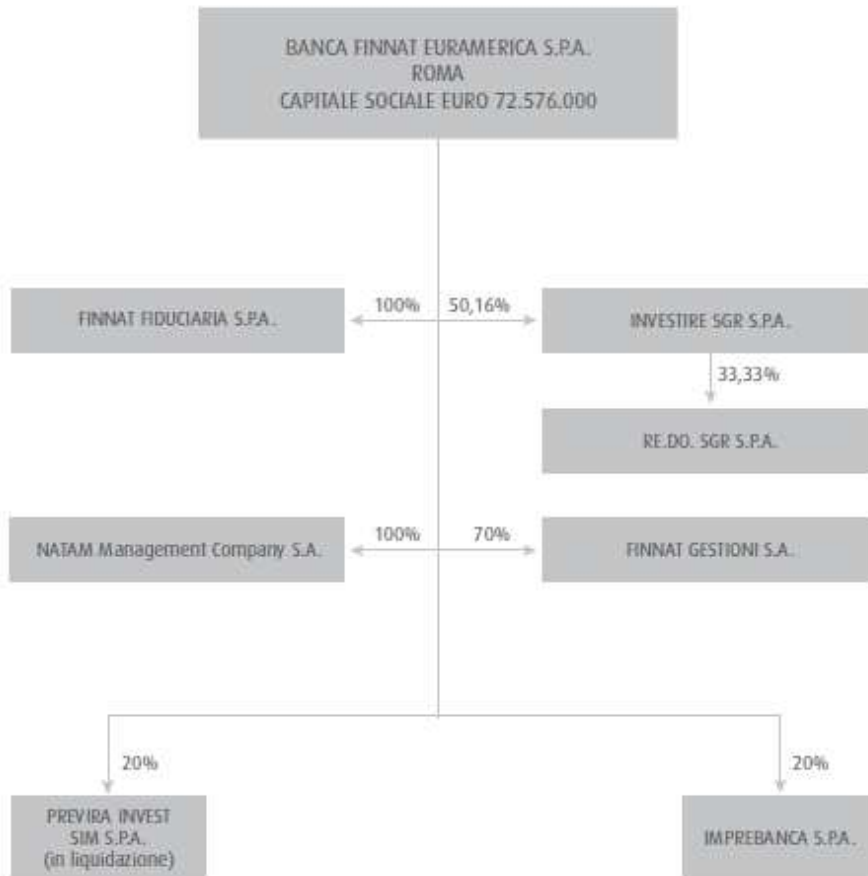 BANCA FINNAT EURAMERICA S.P.A.
ROMA
CAPITALE SOCIALE EURO 72.576.000
FINNAT FIDUCIARIA S.P.A.
100%
50,16%
INVESTIRE SGR S.P.A.
33,33%
RE.DO. SGR S.P.A.
NATAM Management Company S.A.
100%
70%
FINNAT GESTIONI S.A.
20%
20%
PREVIRA INVEST
SIM S.P.A.
(in liquidazione)
IMPREBANCA S.P.A.